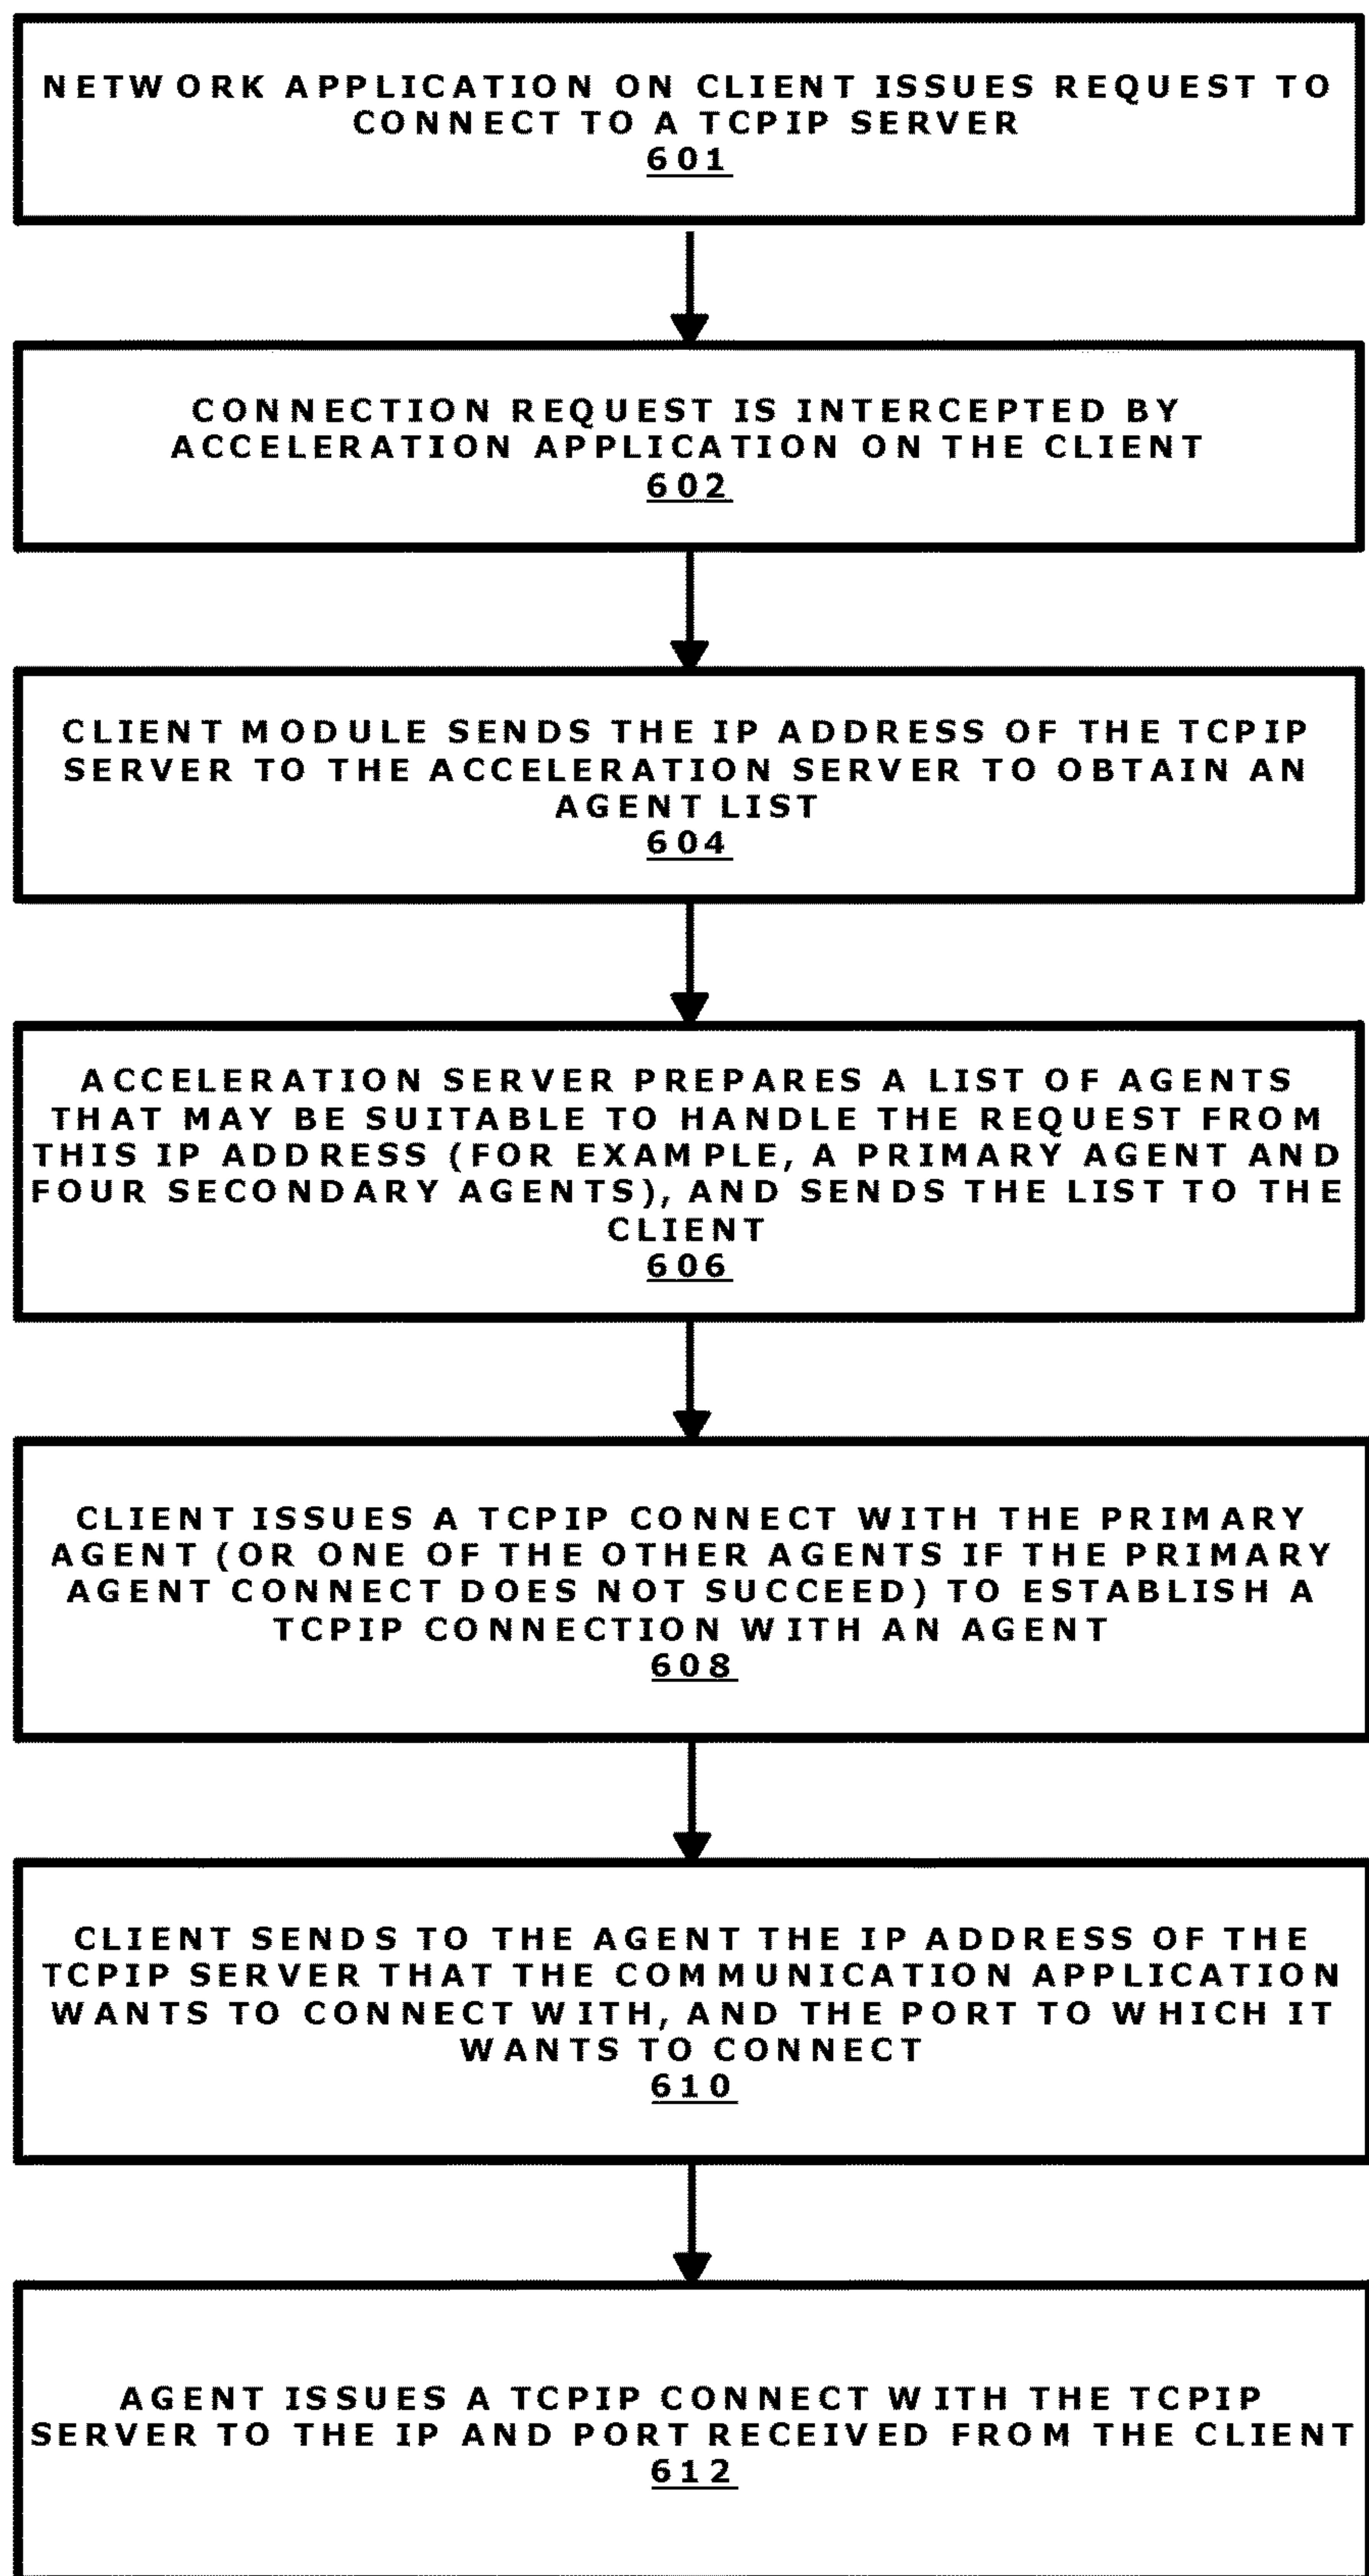 NETWORK APPLICATION ON CLIENT ISSUES REQUEST TO
CONNECT TO A TCPIP SERVER
601
CONNECTION REQUEST IS INTERCEPTED BY
ACCELERATION APPLICATION ON THE CLIENT
602
CLIENT MODULE SENDS THE IP ADDRESS OF THE TCPIP
SERVER TO THE ACCELERATION SERVER TO OBTAIN AN
AGENT LIST
604
ACCELERATION SERVER PREPARES A LIST OF AGENTS
THAT MAY BE SUITABLE TO HANDLE THE REQUEST FROM
THIS IP ADDRESS (FOR EXAMPLE, A PRIMARY AGENT AND
FOUR SECONDARY AGENTS), AND SENDS THE LIST TO THE
CLIENT
606
CLIENT ISSUES A TCPIP CONNECT WITH THE PRIMARY
AGENT (OR ONE OF THE OTHER AGENTS IF THE PRIMARY
AGENT CONNECT DOES NOT SUCCEED) TO ESTABLISH A
TCPIP CONNECTION WITH AN AGENT
608
CLIENT SENDS TO THE AGENT THE IP ADDRESS OF THE
TCPIP SERVER THAT THE COMMUNICATION APPLICATION
WANTS TO CONNECT WITH, AND THE PORT TO WHICH IT
WANTS TO CONNECT
610
AGENT ISSUES A TCPIP CONNECT WITH THE TCPIP
SERVER TO THE IP AND PORT RECEIVED FROM THE CLIENT
612